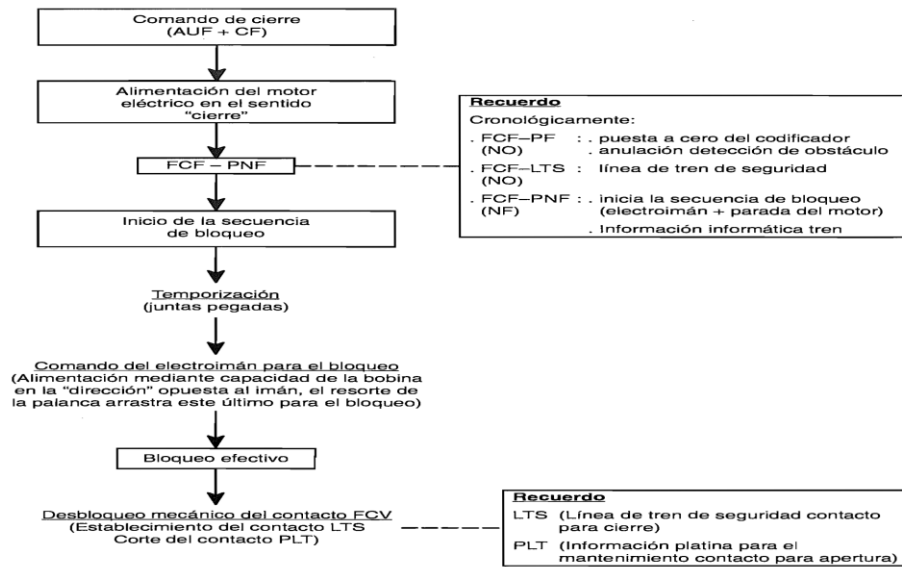 Comando de cierre
(AUF + CF)
Alimentación del motor
eléctrico en el sentido
"cierre"
FCF – PNF
Inicio de la secuencia
de bloqueo
Temporización
(juntas pegadas)
Comando del electroimán para el bloqueo
(Alimentación mediante capacidad de la bobina
en la "dirección" opuesta al imán, el resorte de
la palanca arrastra este último para el bloqueo)
Bloqueo efectivo
Desbloqueo mecánico del contacto FCV
(Establecimiento del contacto LTS
Corte del contacto PLT)
Recuerdo
Cronológicamente:
. FCF–PF : . puesta a cero del codificador
(NO) . anulación detección de obstáculo
. FCF–LTS : línea de tren de seguridad
(NO)
. FCF–PNF : . inicia la secuencia de bloqueo
(NF) (electroimán + parada del motor)
. Información informática tren
Recuerdo
LTS (Línea de tren de seguridad contacto
para cierre)
PLT (Información platina para el
mantenimiento contacto para apertura)